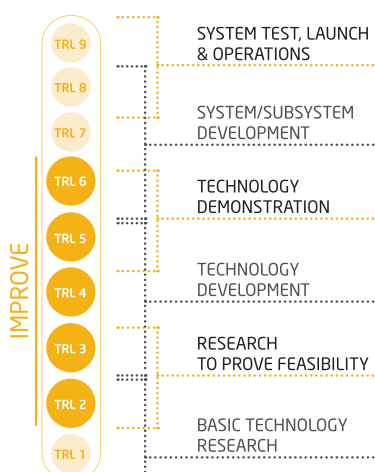 TRL 9
SYSTEM TEST, LAUNCH
& OPERATIONS
TRL 8
SYSTEM/SUBSYSTEM
DEVELOPMENT
TRL 7
TRL 6
TECHNOLOGY
DEMONSTRATION
TRL 5
IMPROVE
TECHNOLOGY
DEVELOPMENT
TRL 4
TRL 3
RESEARCH
TO PROVE FEASIBILITY
TRL 2
BASIC TECHNOLOGY
RESEARCH
TRL 1